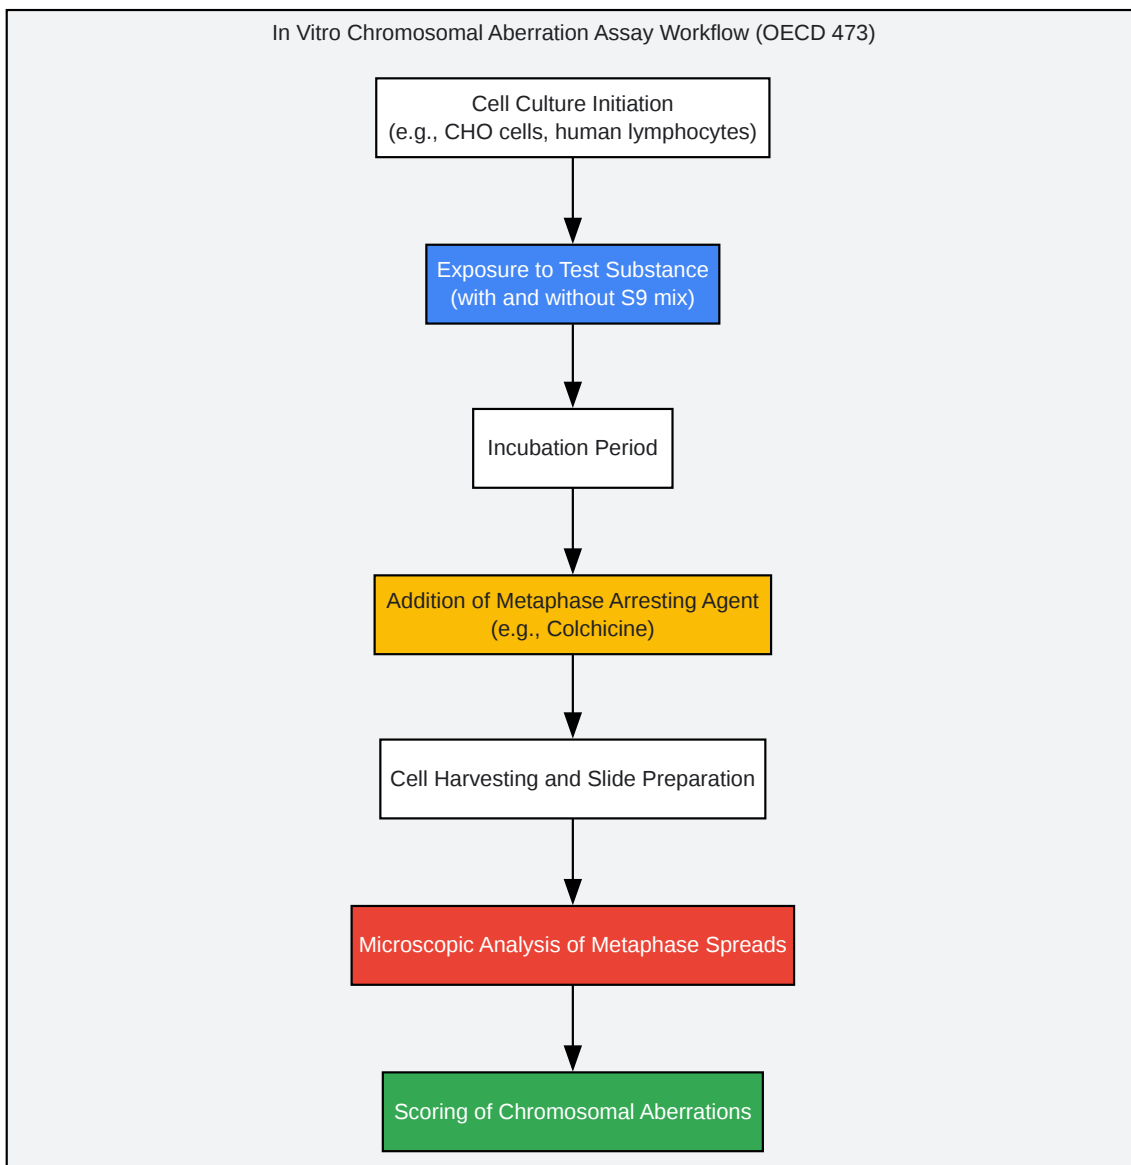 In Vitro Chromosomal Aberration Assay Workflow (OECD 473)
Cell Culture Initiation
(e.g., CHO cells, human lymphocytes)
Exposure to Test Substance
(with and without S9 mix)
Incubation Period
Addition of Metaphase Arresting Agent
(e.g., Colchicine)
Cell Harvesting and Slide Preparation
Microscopic Analysis of Metaphase Spreads
Scoring of Chromosomal Aberrations